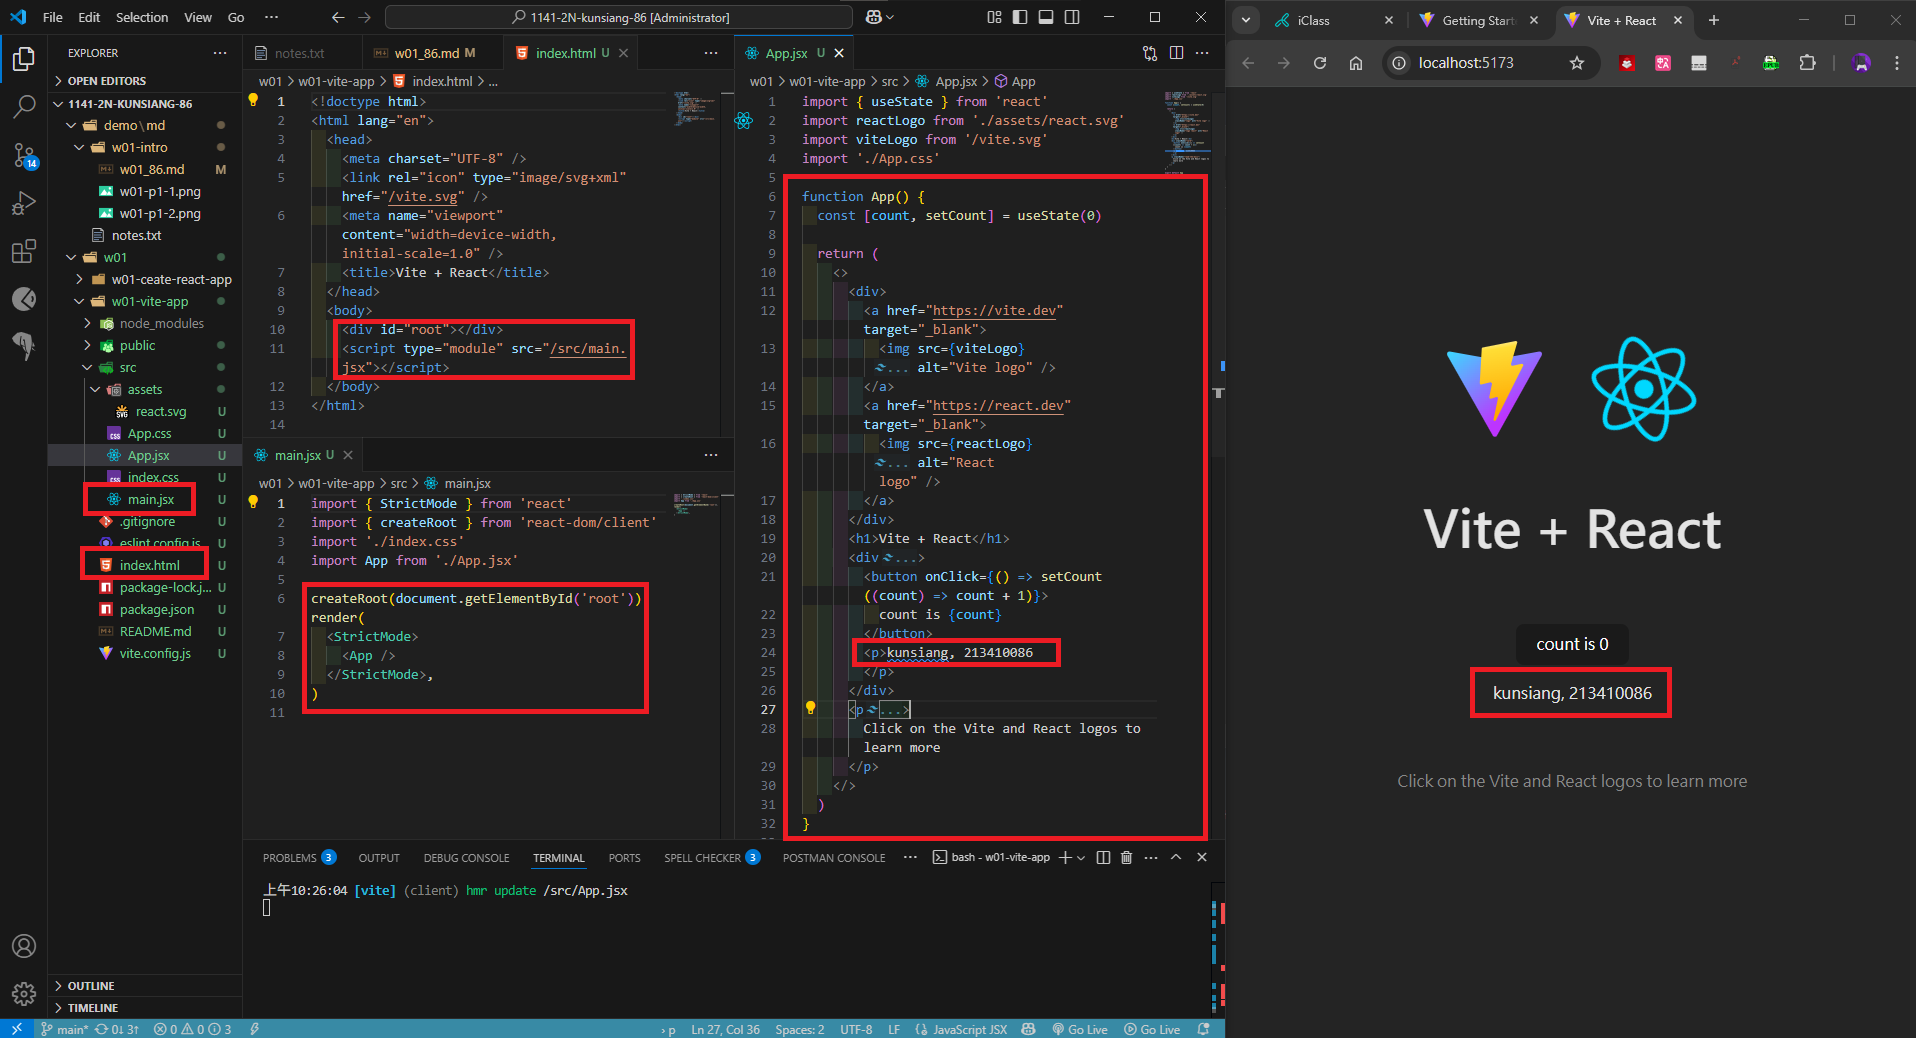 File Edit Selection View Go ···
1141-2N-kunsiang-86 [Administrator]
EXPLORER ···
OPEN EDITORS
1141-2N-KUNSIANG-86
demo\md
w01-intro
w01_86.md M
w01-p1-1.png
w01-p1-2.png
notes.txt
w01
w01-ceate-react-app
w01-vite-app
node_modules
public
src
assets
react.svg U
App.css U
App.jsx U
index.css U
main.jsx U
.gitignore U
eslint.config.js U
index.html U
package-lock.j... U
package.json U
README.md U
vite.config.js U
OUTLINE
TIMELINE
14
notes.txt w01_86.md M index.html U ···
w01 > w01-vite-app > index.html > ...
1 <!doctype html>
2 <html lang="en">
3 <head>
4 <meta charset="UTF-8" />
5 <link rel="icon" type="image/svg+xml"
href="/vite.svg" />
6 <meta name="viewport"
content="width=device-width,
initial-scale=1.0" />
7 <title>Vite + React</title>
8 </head>
9 <body>
10 <div id="root"></div>
11 <script type="module" src="/src/main.
jsx"></script>
12 </body>
13 </html>
14
main.jsx U ···
w01 > w01-vite-app > src > main.jsx
1 import { StrictMode } from 'react'
2 import { createRoot } from 'react-dom/client'
3 import './index.css'
4 import App from './App.jsx'
5
6 createRoot(document.getElementById('root'))
render(
7 <StrictMode>
8 <App />
9 </StrictMode>,
10 )
11
App.jsx U ···
w01 > w01-vite-app > src > App.jsx > App
1 import { useState } from 'react'
2 import reactLogo from './assets/react.svg'
3 import viteLogo from '/vite.svg'
4 import './App.css'
5
6 function App() {
7 const [count, setCount] = useState(0)
8
9 return (
10 <>
11 <div>
12 <a href="https://vite.dev"
target="_blank">
13 <img src={viteLogo}
... alt="Vite logo" />
14 </a>
15 <a href="https://react.dev"
target="_blank">
16 <img src={reactLogo}
... alt="React
logo" />
17 </a>
18 </div>
19 <h1>Vite + React</h1>
20 <div ...>
21 <button onClick={() => setCount
((count) => count + 1)}>
22 count is {count}
23 </button>
24 <p>kunsiang, 213410086
25 </p>
26 </div>
27 <p ...>
28 Click on the Vite and React logos to
learn more
29 </p>
30 </>
31 )
32 }
PROBLEMS 3 OUTPUT DEBUG CONSOLE TERMINAL PORTS SPELL CHECKER 3 POSTMAN CONSOLE ··· bash - w01-vite-app
上午10:26:04 [vite] (client) hmr update /src/App.jsx
main* 0↓ 3↑ 0 0 3 › p Ln 27, Col 36 Spaces: 2 UTF-8 LF {} JavaScript JSX Go Live Go Live
iClass Getting Start Vite + React
localhost:5173
Vite + React
count is 0
kunsiang, 213410086
Click on the Vite and React logos to learn more